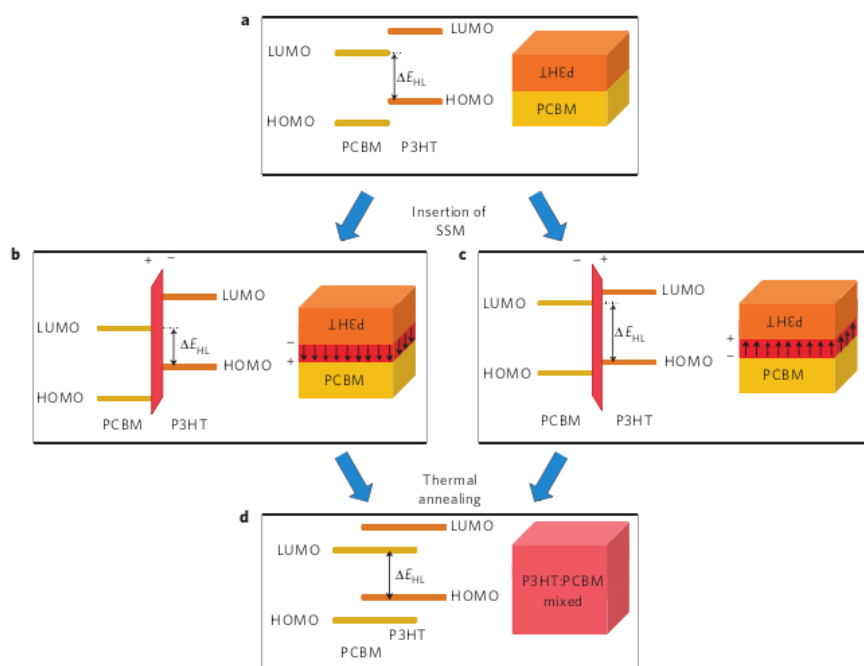 a
LUMO
LUMO
ΔE_HL
HOMO
HOMO
PCBM P3HT
P3HT
PCBM
Insertion of
SSM
b
+ −
LUMO
LUMO
ΔE_HL
HOMO
HOMO
PCBM P3HT
P3HT
−
+
PCBM
c
− +
LUMO
LUMO
ΔE_HL
HOMO
HOMO
PCBM P3HT
P3HT
+
−
PCBM
Thermal
annealing
d
LUMO
LUMO
ΔE_HL
HOMO
HOMO
P3HT
PCBM
P3HT:PCBM
mixed